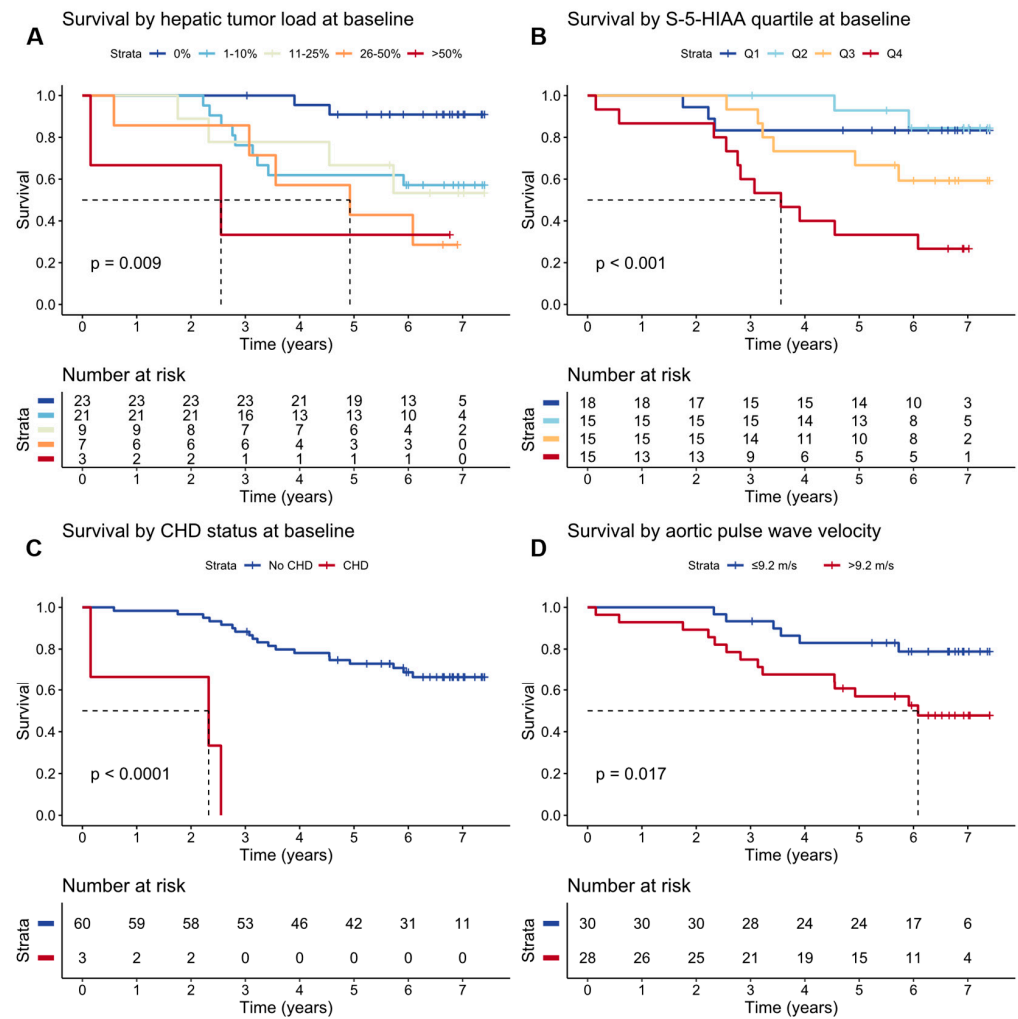 Survival by hepatic tumor load at baseline
A
Strata 0% 1-10% 11-25% 26-50% >50%
Survival
1.0
0.8
0.6
0.4
0.2
0.0
p = 0.009
0 1 2 3 4 5 6 7
Time (years)
Number at risk
Strata
23 23 23 23 21 19 13 5
21 21 21 16 13 13 10 4
9 9 8 7 7 6 4 2
7 6 6 6 4 3 3 0
3 2 2 1 1 1 1 0
0 1 2 3 4 5 6 7
Time (years)
Survival by S-5-HIAA quartile at baseline
B
Strata Q1 Q2 Q3 Q4
Survival
1.0
0.8
0.6
0.4
0.2
0.0
p < 0.001
0 1 2 3 4 5 6 7
Time (years)
Number at risk
Strata
18 18 17 15 15 14 10 3
15 15 15 15 14 13 8 5
15 15 15 14 11 10 8 2
15 13 13 9 6 5 5 1
0 1 2 3 4 5 6 7
Time (years)
Survival by CHD status at baseline
C
Strata No CHD CHD
Survival
1.0
0.8
0.6
0.4
0.2
0.0
p < 0.0001
0 1 2 3 4 5 6 7
Time (years)
Number at risk
Strata
60 59 58 53 46 42 31 11
3 2 2 0 0 0 0 0
0 1 2 3 4 5 6 7
Time (years)
Survival by aortic pulse wave velocity
D
Strata ≤9.2 m/s >9.2 m/s
Survival
1.0
0.8
0.6
0.4
0.2
0.0
p = 0.017
0 1 2 3 4 5 6 7
Time (years)
Number at risk
Strata
30 30 30 28 24 24 17 6
28 26 25 21 19 15 11 4
0 1 2 3 4 5 6 7
Time (years)